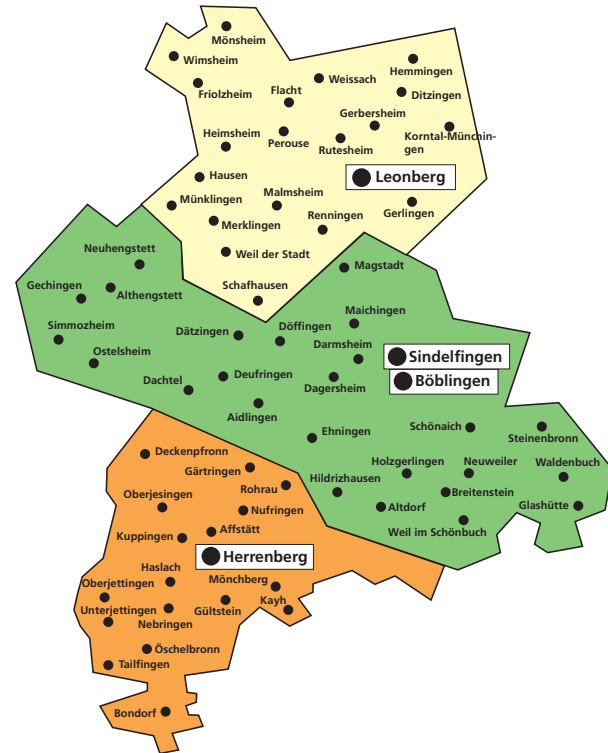 Mönsheim
Wimsheim
Hemmingen
Weissach
Friolzheim
Flacht
Ditzingen
Gerbersheim
Heimsheim
Perouse
Rutesheim
Korntal-Münchin-
gen
Leonberg
Hausen
Malmsheim
Münklingen
Gerlingen
Merklingen
Renningen
Weil der Stadt
Neuhengstett
Magstadt
Schafhausen
Gechingen
Althengstett
Maichingen
Simmozheim
Dätzingen
Döffingen
Darmsheim
Sindelfingen
Ostelsheim
Deufringen
Dachtel
Dagersheim
Böblingen
Aidlingen
Ehningen
Schönaich
Steinenbronn
Deckenpfronn
Gärtringen
Holzgerlingen
Neuweiler
Waldenbuch
Rohrau
Hildrizhausen
Breitenstein
Oberjesingen
Nufringen
Altdorf
Glashütte
Affstätt
Weil im Schönbuch
Kuppingen
Herrenberg
Haslach
Mönchberg
Oberjettingen
Kayh
Unterjettingen
Gültstein
Nebringen
Öschelbronn
Tailfingen
Bondorf